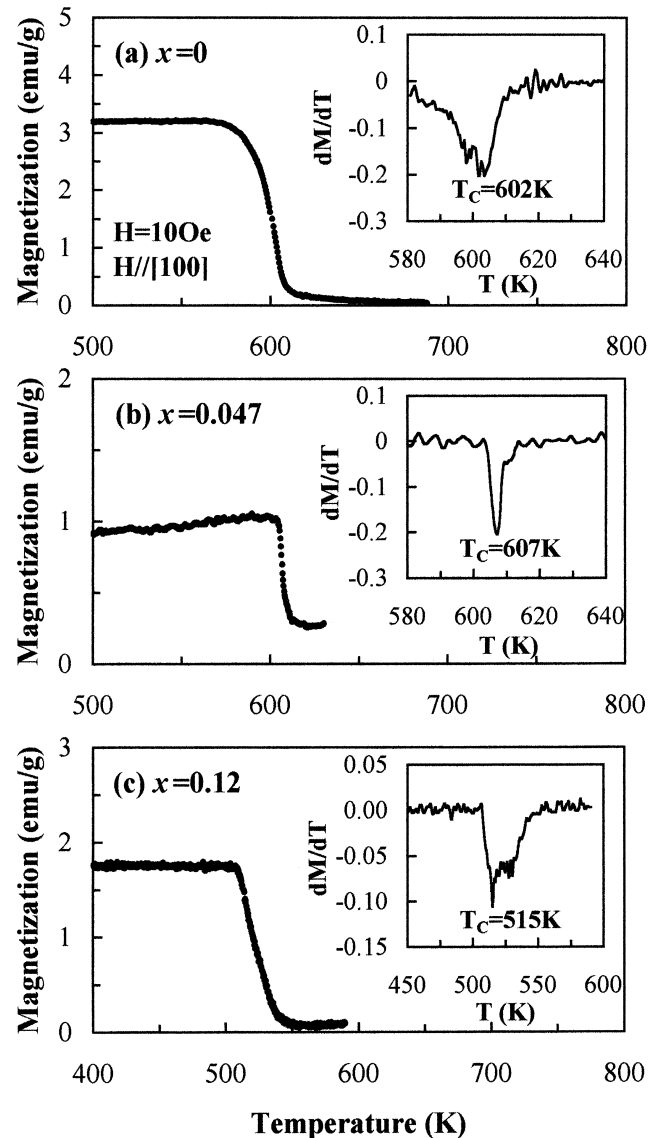 Magnetization (emu/g)
5
4
3
2
1
0
500
600
700
800
(a) x=0
H=10Oe
H//[100]
dM/dT
0.1
0
-0.1
-0.2
-0.3
T_C=602K
580
600
620
640
T (K)
Magnetization (emu/g)
2
1
0
500
600
700
800
(b) x=0.047
dM/dT
0.1
0
-0.1
-0.2
-0.3
T_C=607K
580
600
620
640
T (K)
Magnetization (emu/g)
3
2
1
0
400
500
600
700
800
(c) x=0.12
dM/dT
0.05
0.00
-0.05
-0.10
-0.15
T_C=515K
450
500
550
600
T (K)
Temperature (K)